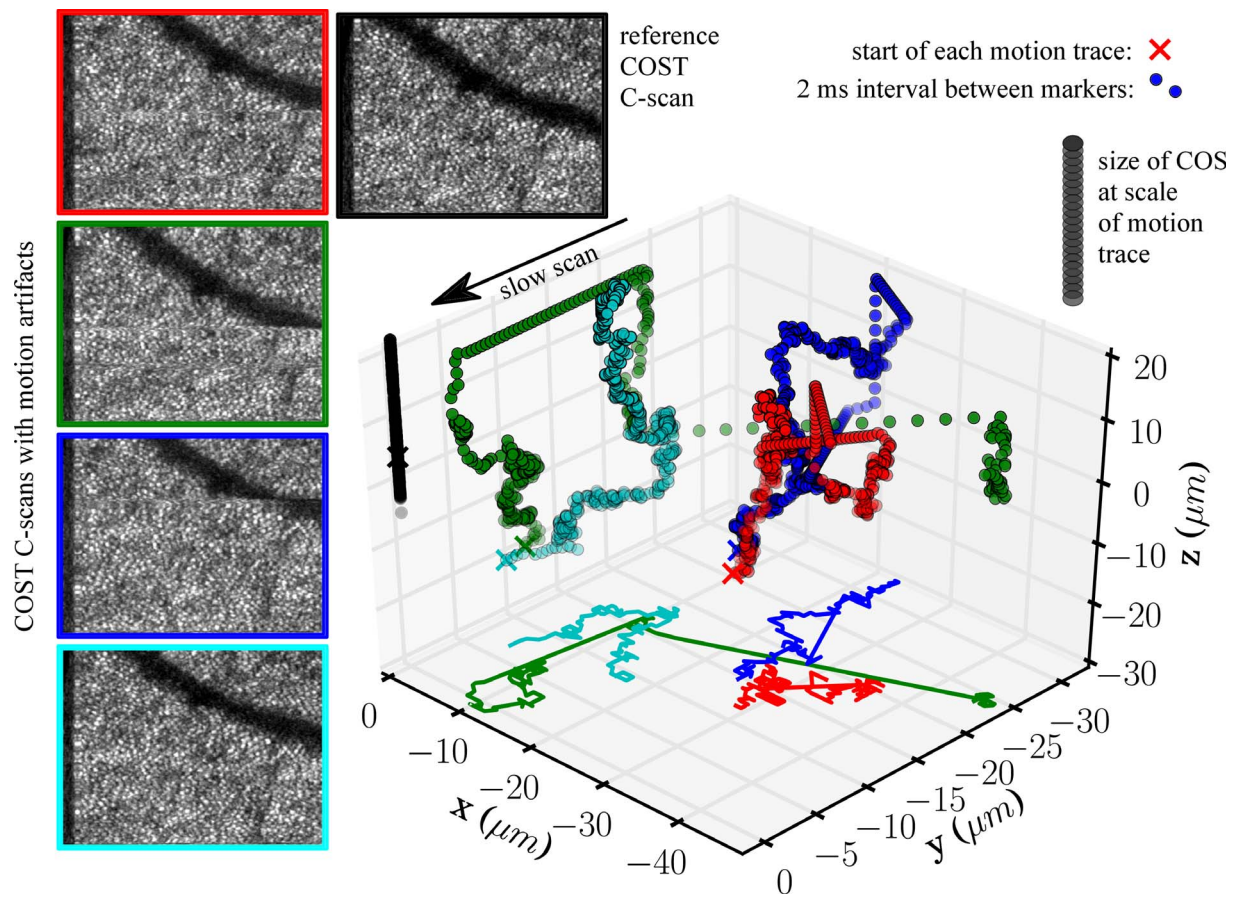 reference
COST
C-scan
start of each motion trace:
2 ms interval between markers:
size of COS
at scale
of motion
trace
COST C-scans with motion artifacts
slow scan
20
10
0
−10
−20
−30
z (μm)
0
−10
−20
−30
−40
x (μm)
0
−5
−10
−15
−20
−25
−30
y (μm)